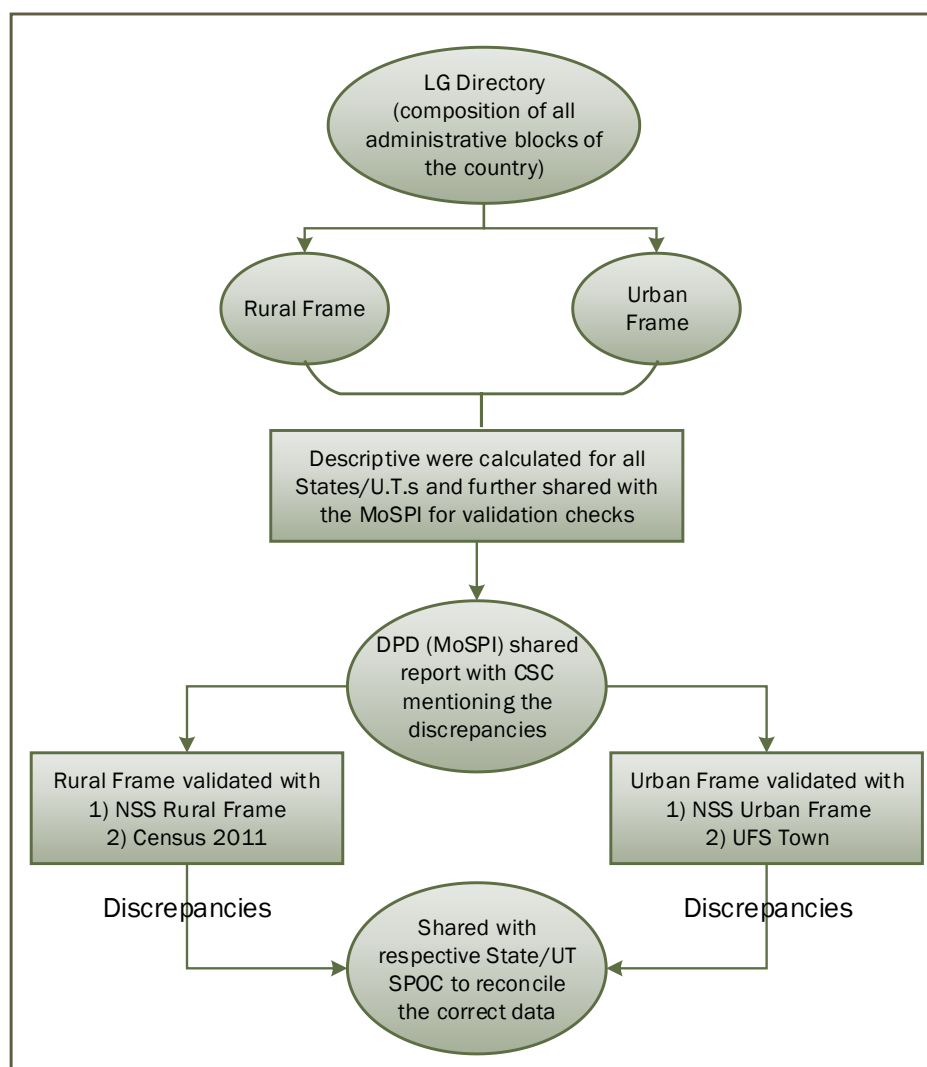 LG Directory
(composition of all
administrative blocks of
the country)
Rural Frame
Urban
Frame
Descriptive were calculated for all
States/U.T.s and further shared with
the MoSPI for validation checks
DPD (MoSPI) shared
report with CSC
mentioning the
discrepancies
Rural Frame validated with
1) NSS Rural Frame
2) Census 2011
Urban Frame validated with
1) NSS Urban Frame
2) UFS Town
Discrepancies
Discrepancies
Shared with
respective State/UT
SPOC to reconcile
the correct data